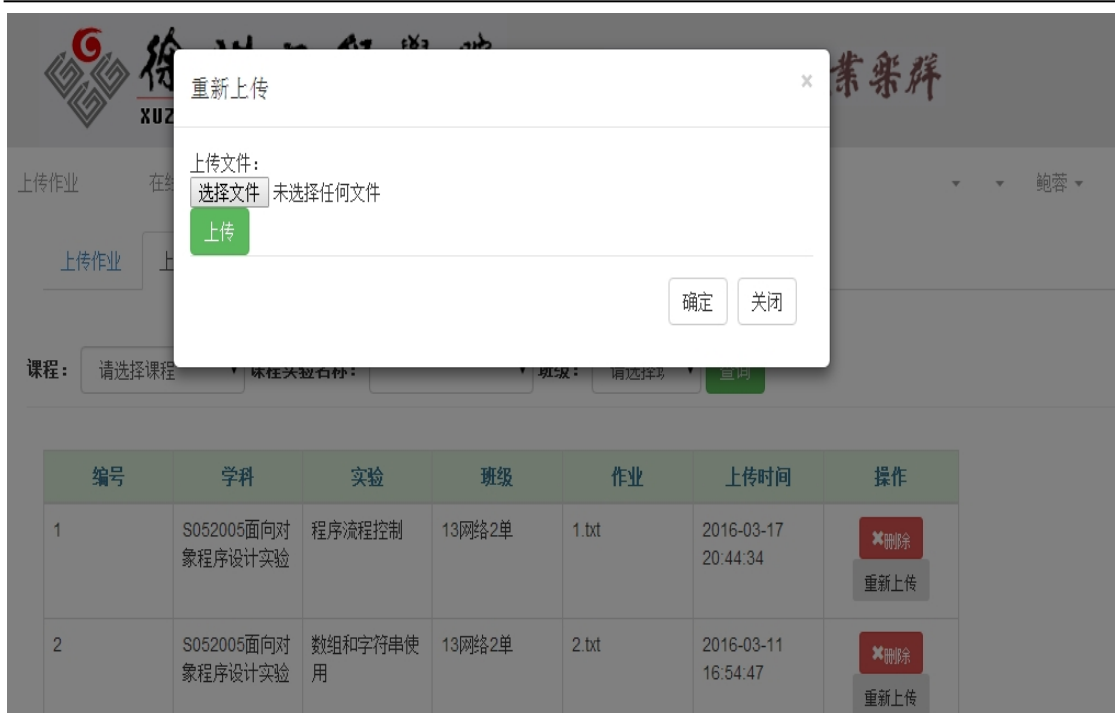 重新上传
×
業樂群
XUZ
上传文件：
选择文件 未选择任何文件
上传作业 在 鲍蓉
上传
上传作业 上
确定 关闭
课程： 请选择课程 课程实验名称： 班级： 请选择 查询
编号 学科 实验 班级 作业 上传时间 操作
1 S052005面向对 程序流程控制 13网络2单 1.txt 2016-03-17 ✖删除
象程序设计实验 20:44:34 重新上传
2 S052005面向对 数组和字符串使 13网络2单 2.txt 2016-03-11 ✖删除
象程序设计实验 用 16:54:47 重新上传